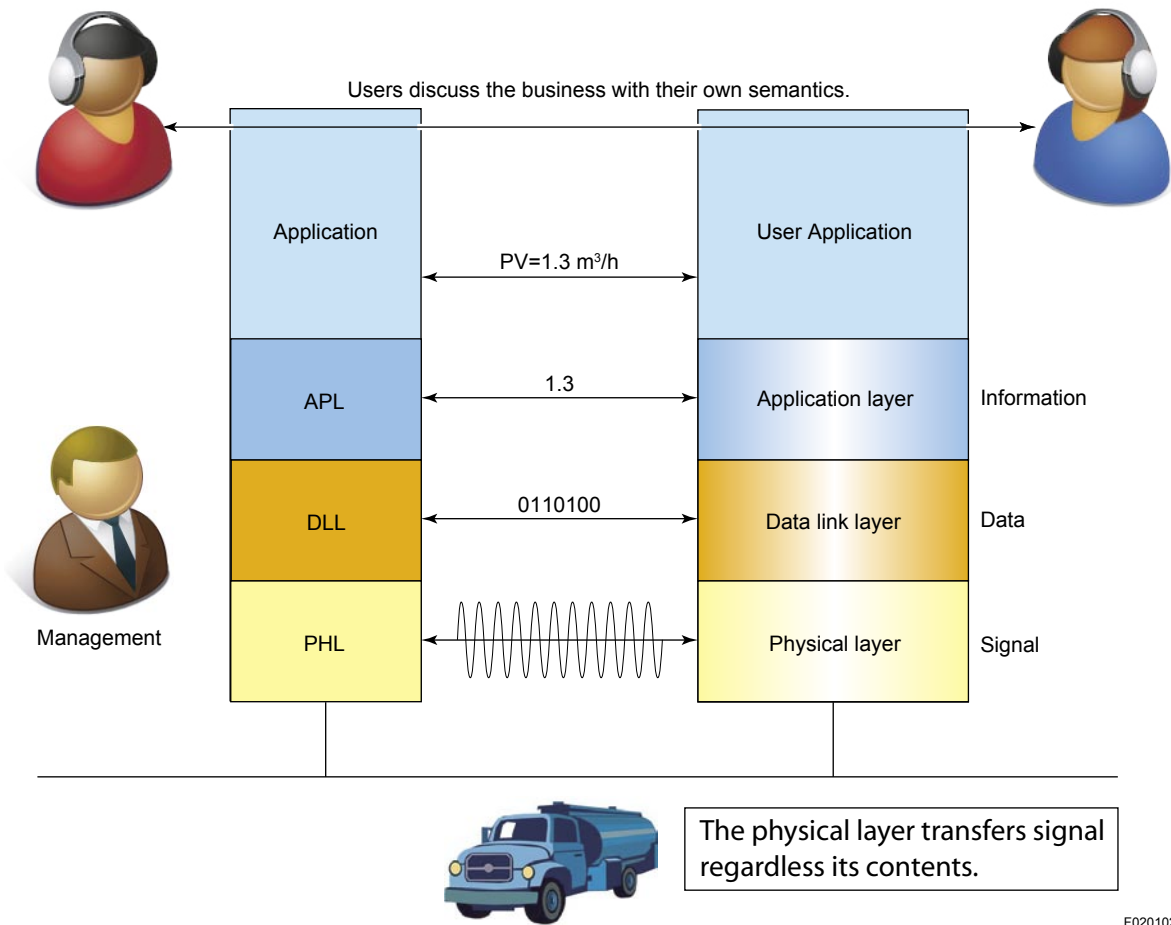 Users discuss the business with their own semantics.
Application
User Application
PV=1.3 m³/h
APL
1.3
Application layer
Information
DLL
0110100
Data link layer
Data
Management
PHL
Physical layer
Signal
The physical layer transfers signal
regardless its contents.